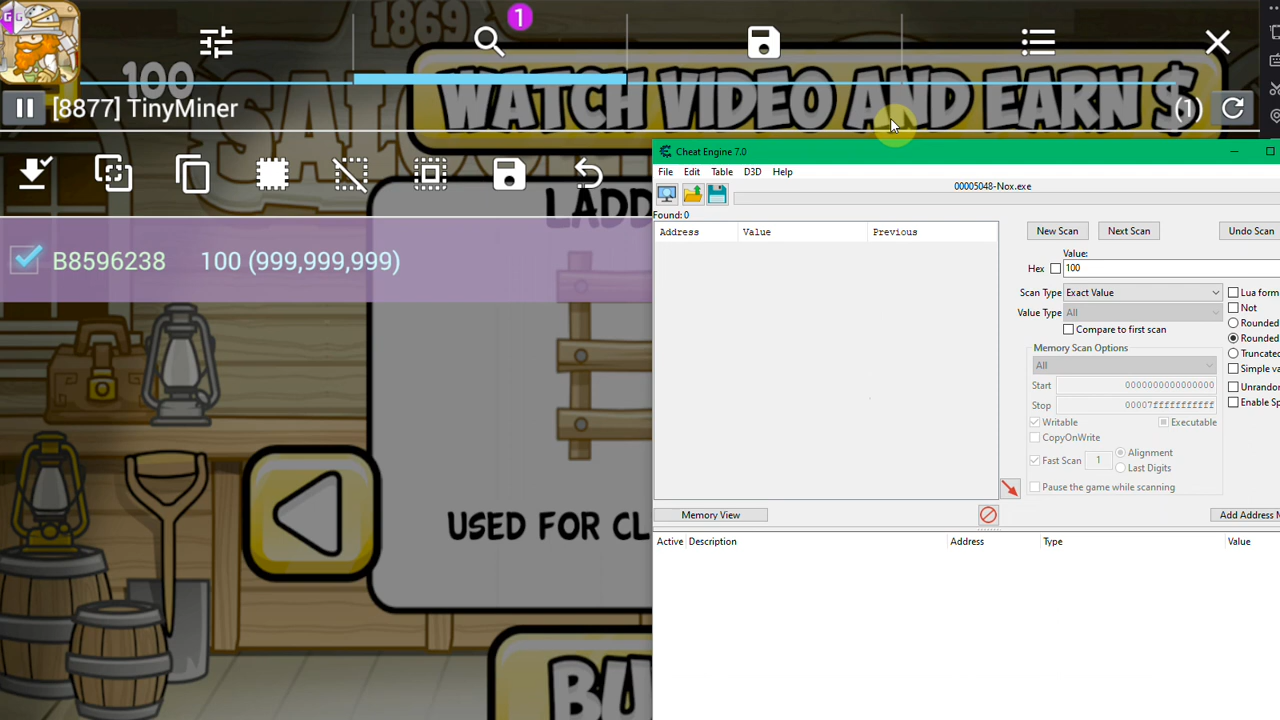 1869
1
100
SALOON
WATCH VIDEO AND EARN $
[8877] TinyMiner
(1)
B8596238 100 (999,999,999)
LADD
USED FOR CL
BU
Cheat Engine 7.0
File Edit Table D3D Help
00005048-Nox.exe
Found: 0
Address Value Previous
New Scan Next Scan Undo Scan
Value:
Hex 100
Scan Type Exact Value
Value Type All
Compare to first scan
Lua form
Not
Rounded
Rounded
Truncated
Simple va
Unrandor
Enable Sp
Memory Scan Options
All
Start 0000000000000000
Stop 00007fffffffffff
Writable Executable
CopyOnWrite
Fast Scan 1 Alignment
Last Digits
Pause the game while scanning
Memory View
Add Address M
Active Description Address Type Value